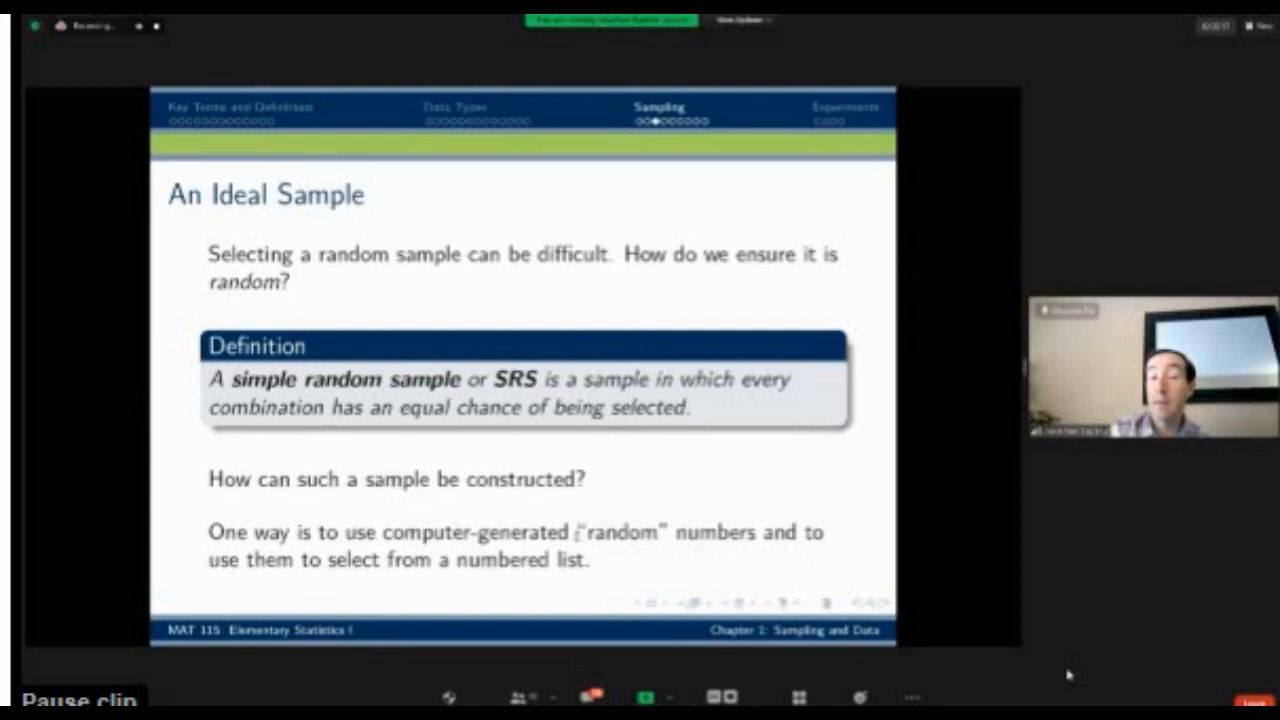 Recording...
View Options
Key Terms and Definitions
Data Types
Sampling
Experiments
An Ideal Sample
Selecting a random sample can be difficult. How do we ensure it is
random?
Definition
A simple random sample or SRS is a sample in which every
combination has an equal chance of being selected.
How can such a sample be constructed?
One way is to use computer-generated “random” numbers and to
use them to select from a numbered list.
MAT 115 Elementary Statistics I
Chapter 1: Sampling and Data
Pause clip